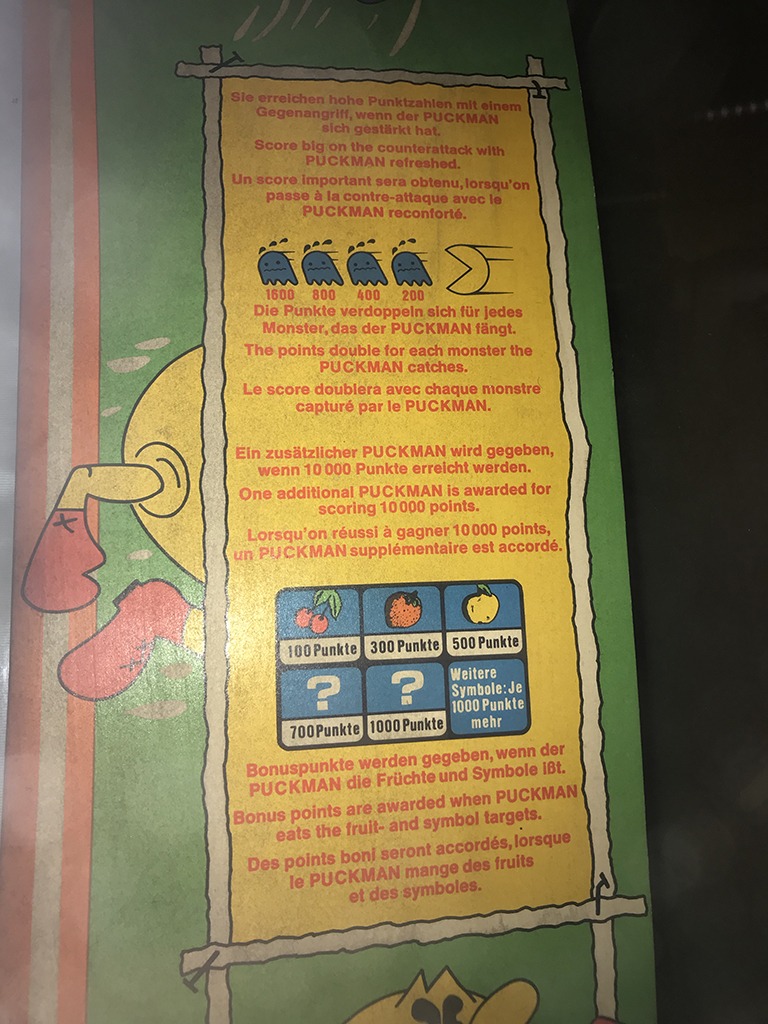 Sie erreichen hohe Punktzahlen mit einem
Gegenangriff, wenn der PUCKMAN
sich gestärkt hat.
Score big on the counterattack with
PUCKMAN refreshed.
Un score important sera obtenu, lorsqu'on
passe à la contre-attaque avec le
PUCKMAN reconforté.
1600 800 400 200
Die Punkte verdoppeln sich für jedes
Monster, das der PUCKMAN fängt.
The points double for each monster the
PUCKMAN catches.
Le score doublera avec chaque monstre
capturé par le PUCKMAN.
Ein zusätzlicher PUCKMAN wird gegeben,
wenn 10 000 Punkte erreicht werden.
One additional PUCKMAN is awarded for
scoring 10 000 points.
Lorsqu'on réussi à gagner 10 000 points,
un PUCKMAN supplémentaire est accordé.
100 Punkte 300 Punkte 500 Punkte
? ?
700 Punkte 1000 Punkte
Weitere
Symbole: Je
1000 Punkte
mehr
Bonuspunkte werden gegeben, wenn der
PUCKMAN die Früchte und Symbole ißt.
Bonus points are awarded when PUCKMAN
eats the fruit- and symbol targets.
Des points boni seront accordés, lorsque
le PUCKMAN mange des fruits
et des symboles.